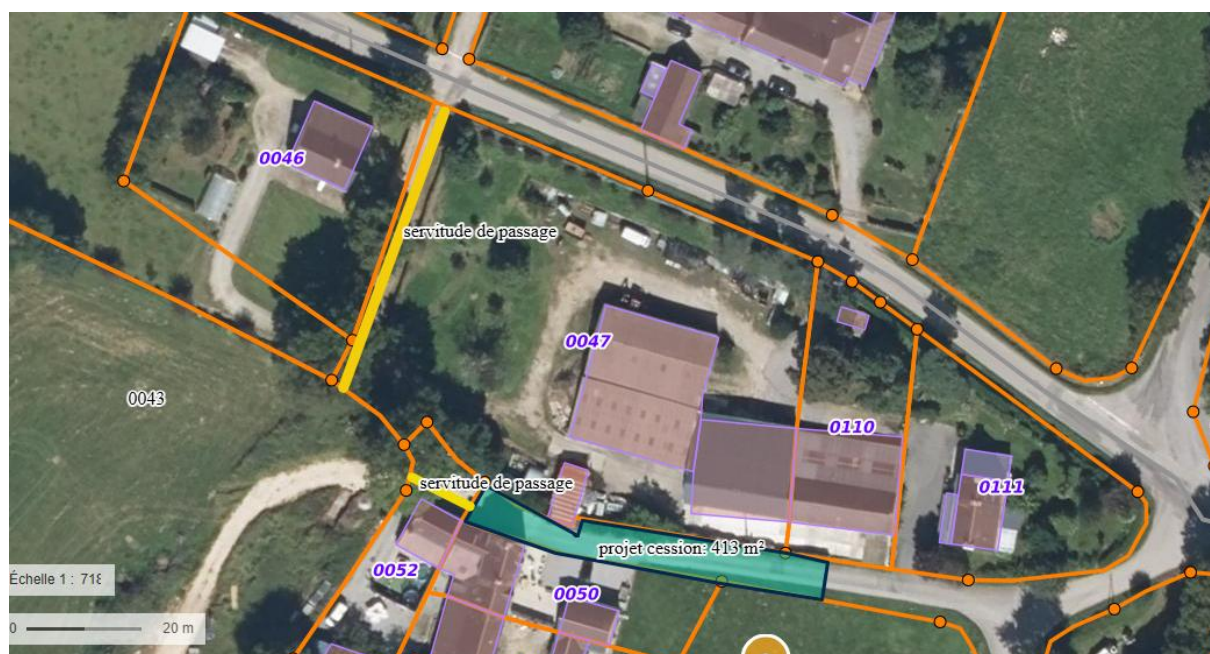 0046
servitude de passage
0047
0043
0110
servitude de passage
0111
projet cession: 413 m²
0052
Échelle 1 : 718
0050
0 20 m